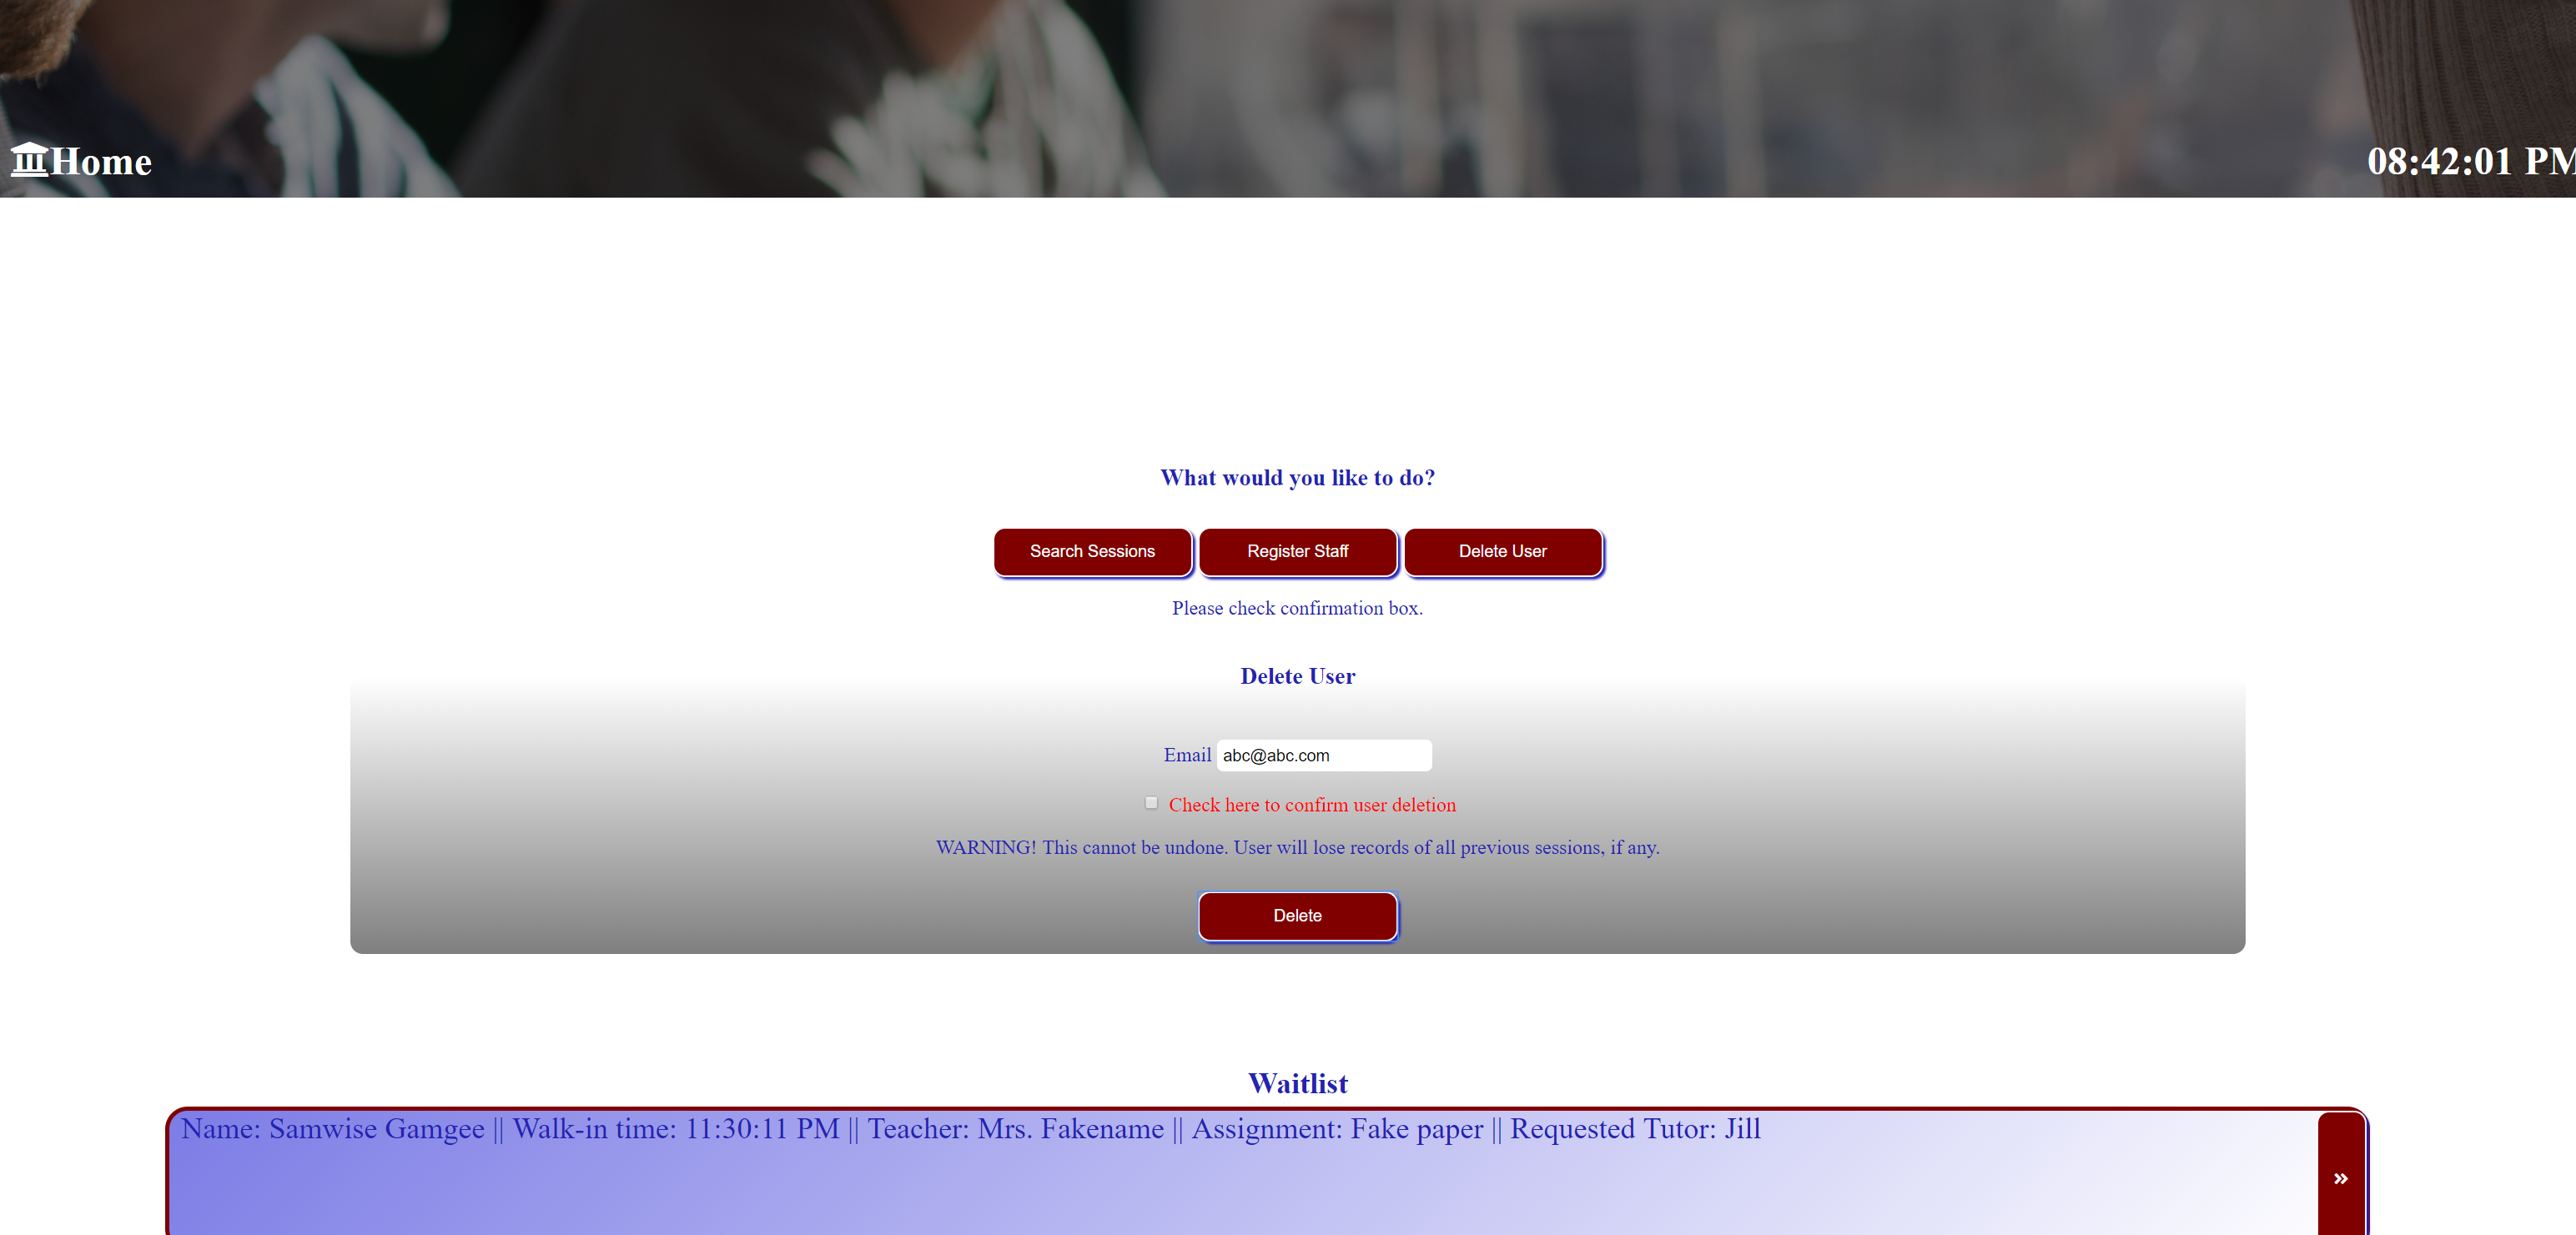 Home
08:42:01 PM
What would you like to do?
Search Sessions Register Staff Delete User
Please check confirmation box.
Delete User
Email abc@abc.com
Check here to confirm user deletion
WARNING! This cannot be undone. User will lose records of all previous sessions, if any.
Delete
Waitlist
Name: Samwise Gamgee || Walk-in time: 11:30:11 PM || Teacher: Mrs. Fakename || Assignment: Fake paper || Requested Tutor: Jill
»